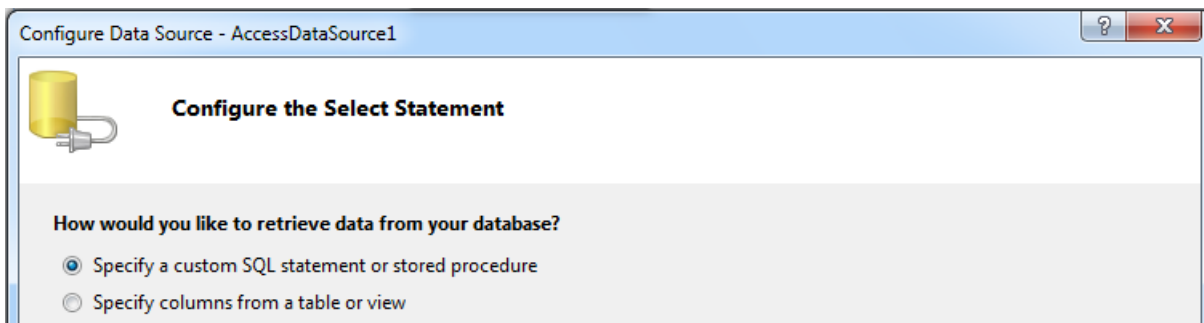 Configure Data Source - AccessDataSource1
? X
Configure the Select Statement
How would you like to retrieve data from your database?
Specify a custom SQL statement or stored procedure
Specify columns from a table or view